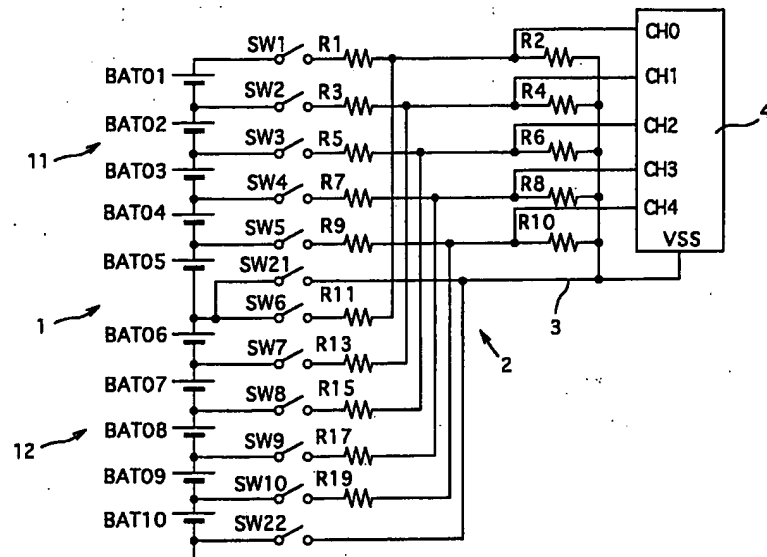 SW1 R1 R2 CH0
BAT01
SW2 R3 R4 CH1
BAT02
SW3 R5 R6 CH2
11
BAT03
SW4 R7 R8 CH3
BAT04
SW5 R9 R10 CH4
BAT05
VSS
4
SW21
1
SW6 R11
3
BAT06
SW7 R13
2
BAT07
SW8 R15
BAT08
12
SW9 R17
BAT09
SW10 R19
BAT10
SW22